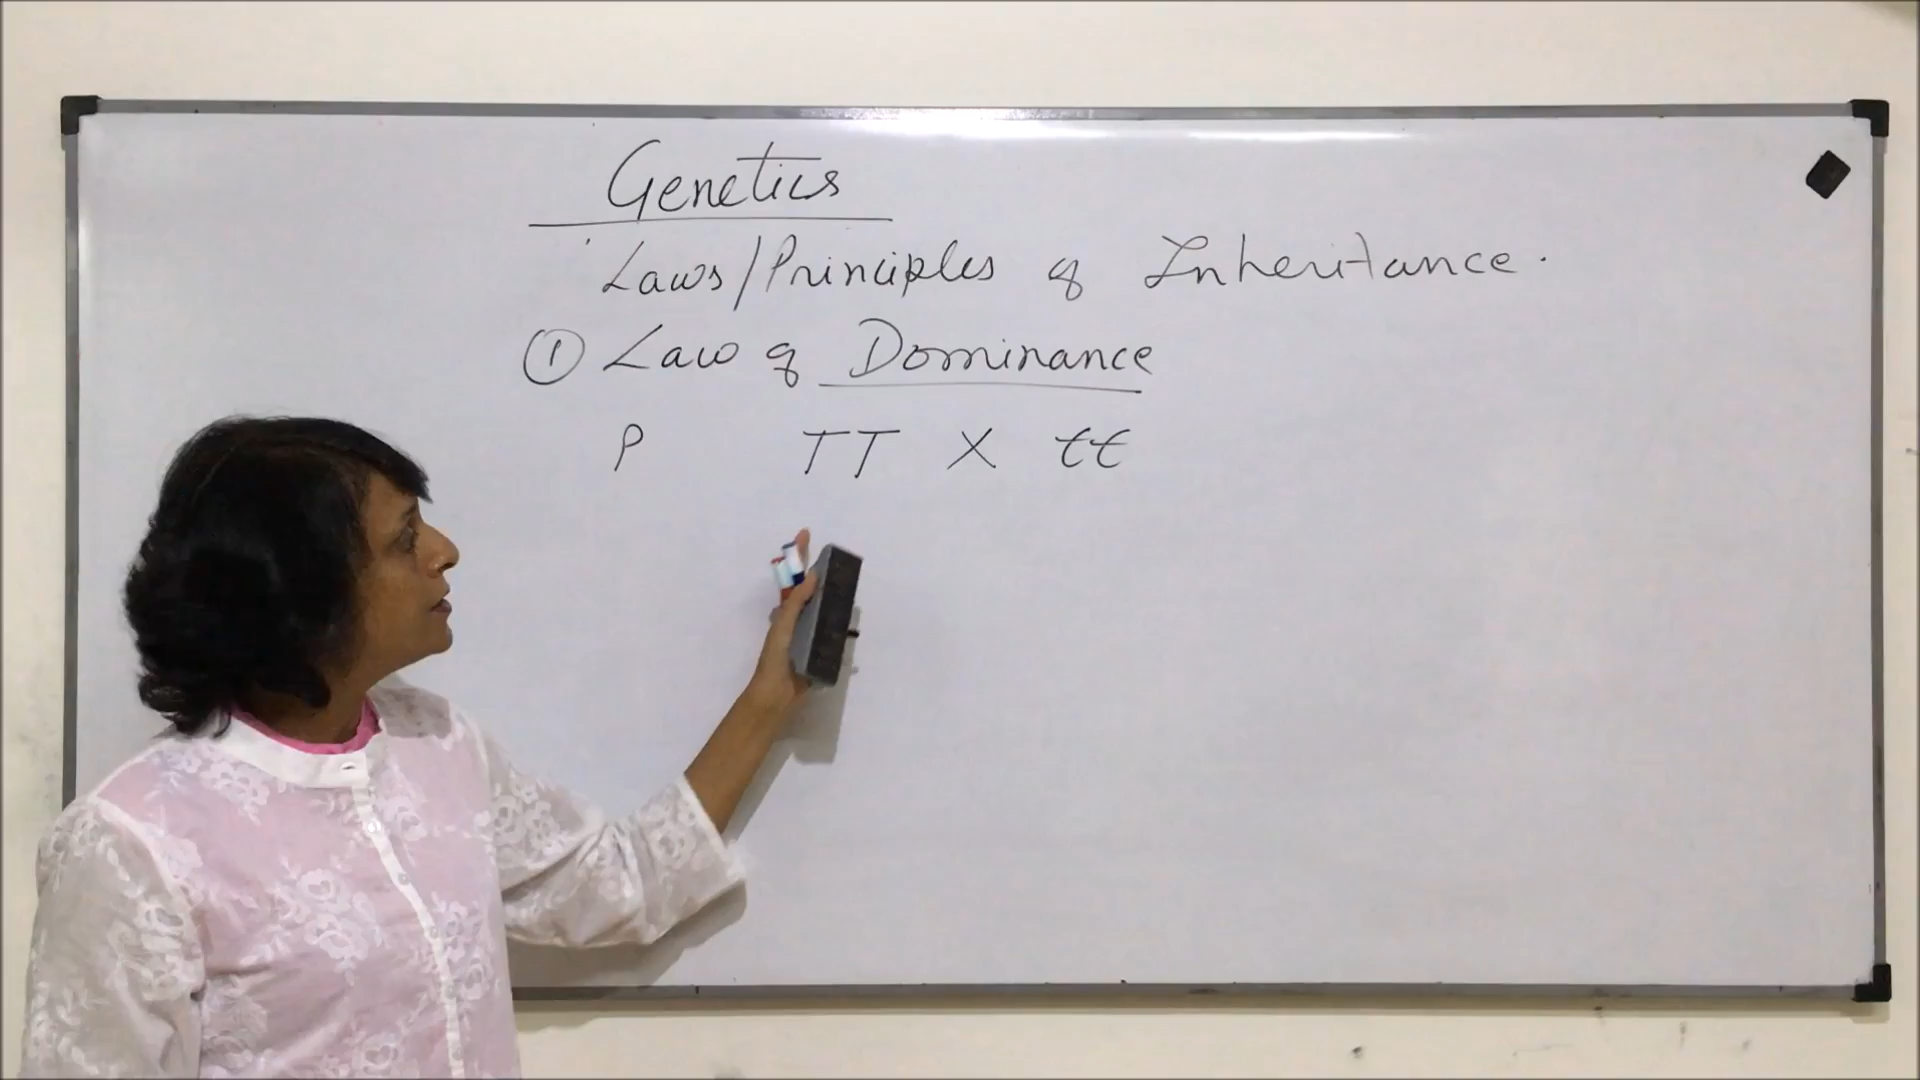 Genetics
Laws/Principles of Inheritance.
① Law of Dominance
P TT X tt